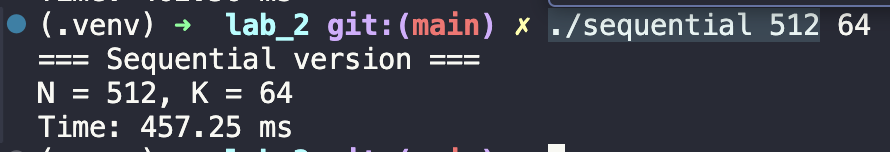 (.venv) ➜ lab_2 git:(main) ✗ ./sequential 512 64
=== Sequential version ===
N = 512, K = 64
Time: 457.25 ms